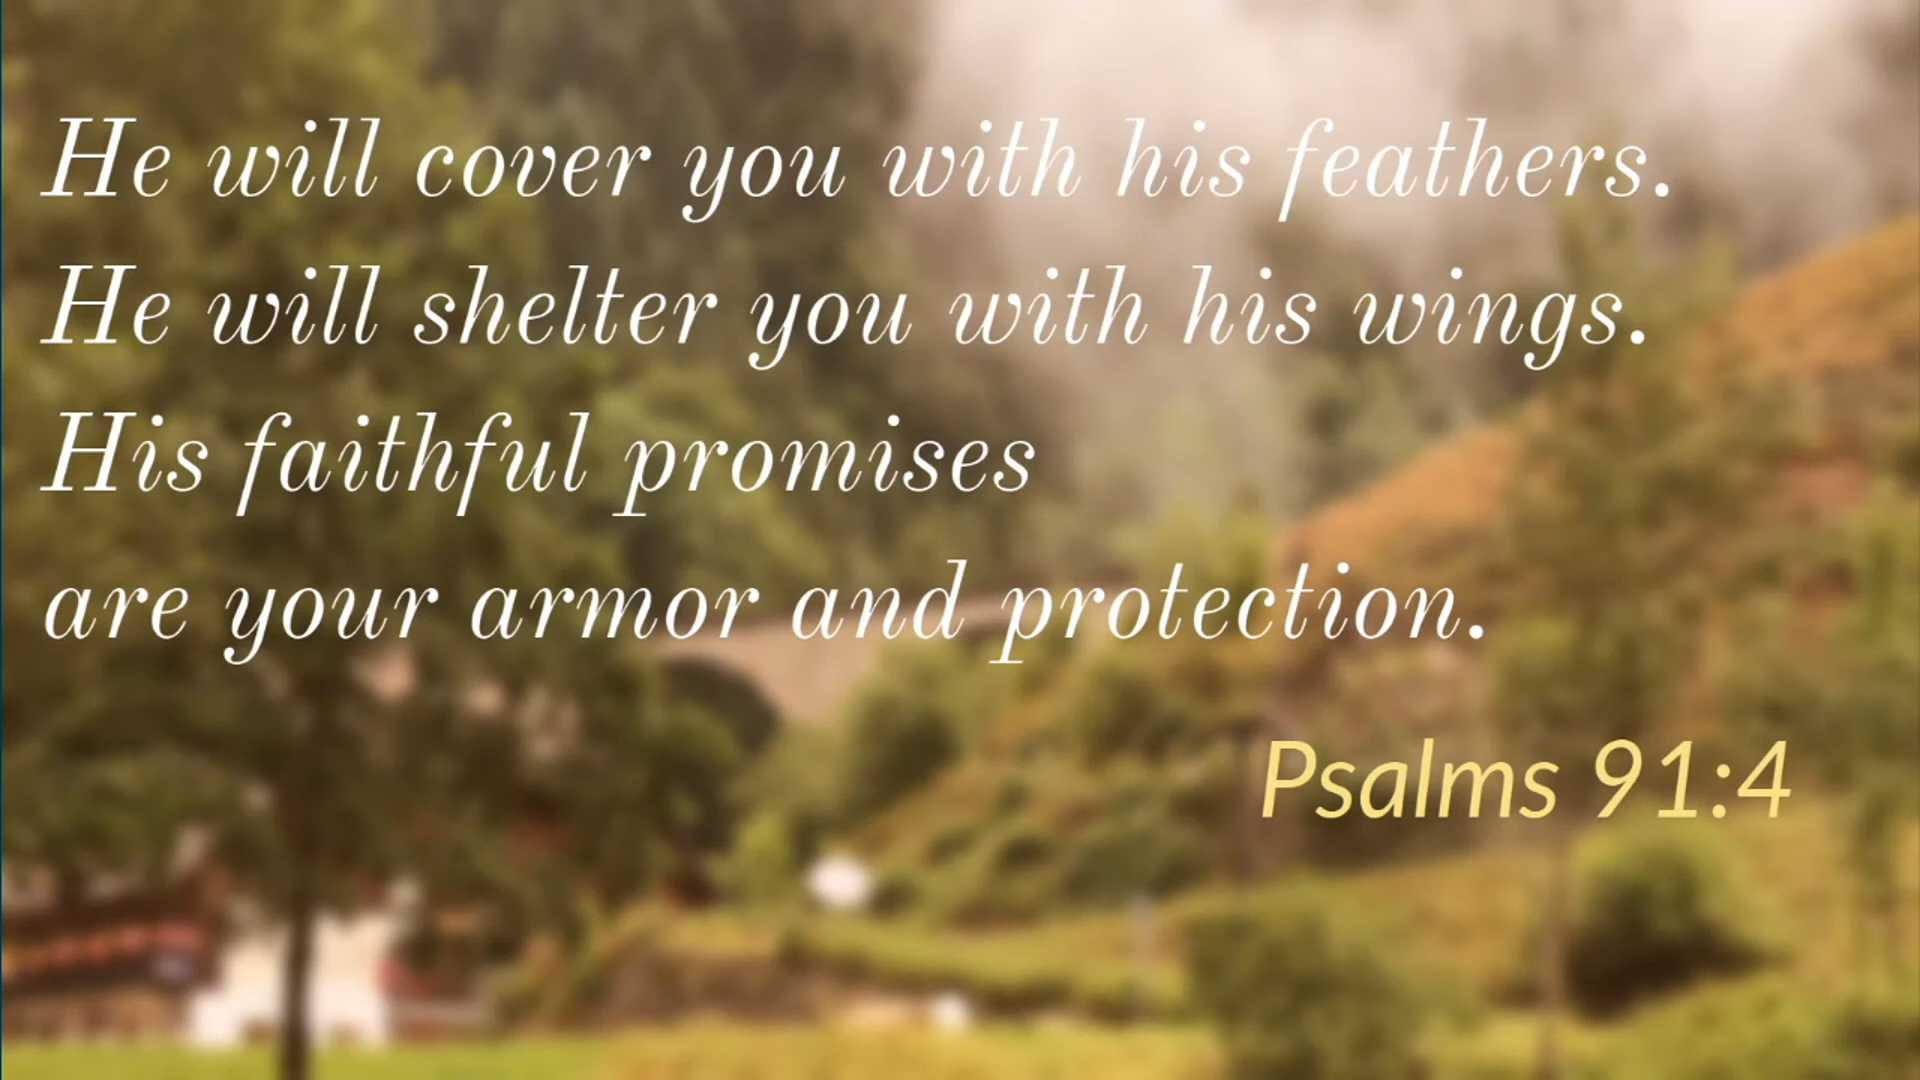 He will cover you with his feathers.
He will shelter you with his wings.
His faithful promises
are your armor and protection.
Psalms 91:4